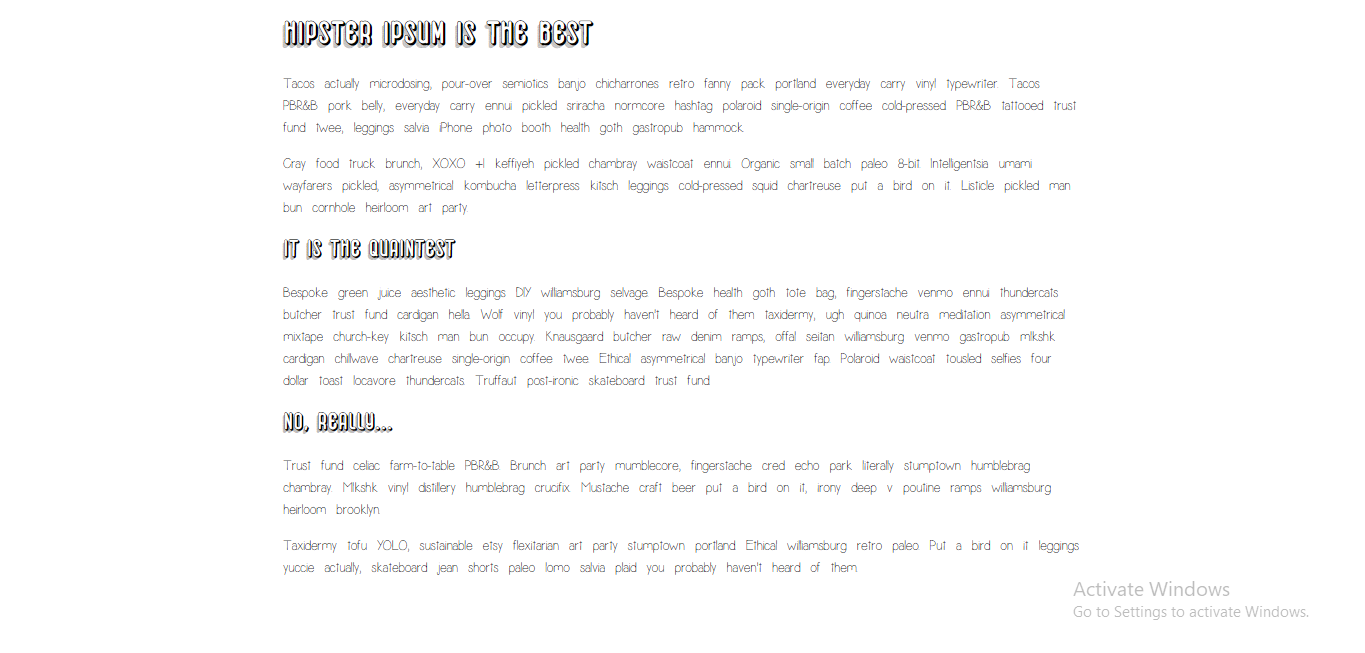 HIPSTER IPSUM IS THE BEST
Tacos actually microdosing, pour-over semiotics banjo chicharrones retro fanny pack portland everyday carry vinyl typewriter. Tacos
PBR&B pork belly, everyday carry ennui pickled sriracha normcore hashtag polaroid single-origin coffee cold-pressed PBR&B tattooed trust
fund twee, leggings salvia iPhone photo booth health goth gastropub hammock.
Cray food truck brunch, XOXO +1 keffiyeh pickled chambray waistcoat ennui. Organic small batch paleo 8-bit. Intelligentsia umami
wayfarers pickled, asymmetrical kombucha letterpress kitsch leggings cold-pressed squid chartreuse put a bird on it. Listicle pickled man
bun cornhole heirloom art party.
IT IS THE QUAINTEST
Bespoke green juice aesthetic leggings DIY williamsburg selvage. Bespoke health goth tote bag, fingerstache venmo ennui thundercats
butcher trust fund cardigan hella. Wolf vinyl you probably haven't heard of them taxidermy, ugh quinoa neutra meditation asymmetrical
mixtape church-key kitsch man bun occupy. Knausgaard butcher raw denim ramps, offal seitan williamsburg venmo gastropub mlkshk
cardigan chillwave chartreuse single-origin coffee twee. Ethical asymmetrical banjo typewriter fap. Polaroid waistcoat tousled selfies four
dollar toast locavore thundercats. Truffaut post-ironic skateboard trust fund.
NO, REALLY...
Trust fund celiac farm-to-table PBR&B. Brunch art party mumblecore, fingerstache cred echo park literally stumptown humblebrag
chambray. Mlkshk vinyl distillery humblebrag crucifix. Mustache craft beer put a bird on it, irony deep v poutine ramps williamsburg
heirloom brooklyn.
Taxidermy tofu YOLO, sustainable etsy flexitarian art party stumptown portland. Ethical williamsburg retro paleo. Put a bird on it leggings
yuccie actually, skateboard jean shorts paleo lomo salvia plaid you probably haven't heard of them.
Activate Windows
Go to Settings to activate Windows.